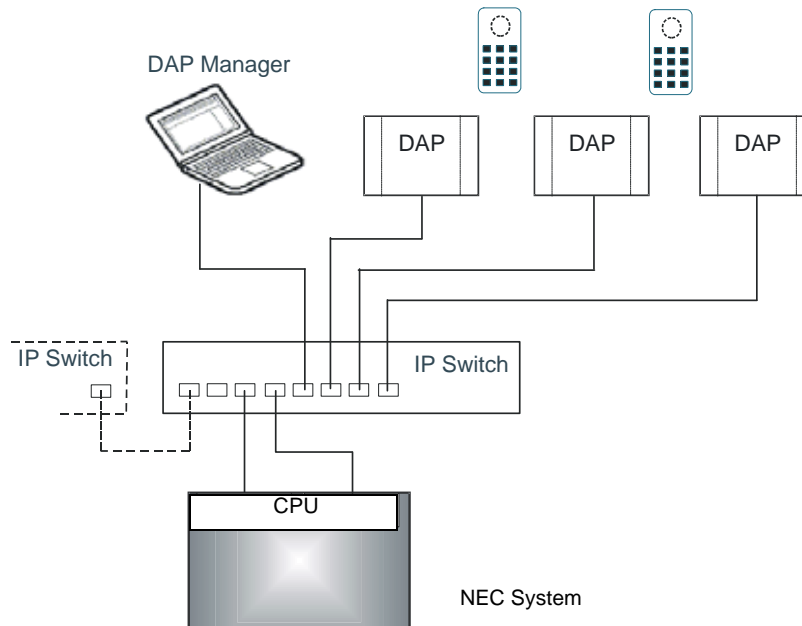 DAP Manager
DAP
DAP
DAP
IP Switch
IP Switch
CPU
NEC System